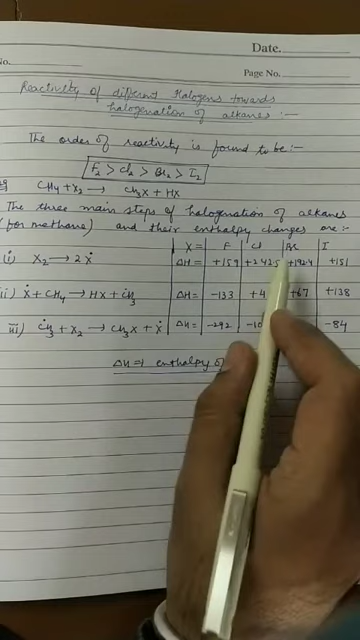 Date.
No.
Page No.
Reactivity of different Halogens towards
halogenation of alkanes :-
The order of reactivity is found to be:-
F₂ > Cl₂ > Br₂ > I₂
CH₄ + X₂ → CH₃X + HX
The three main steps of halogenation of alkanes
(for methane) and their enthalpy changes are:-
X = F Cl Br I
(i) X₂ → 2Ẋ ΔH = +159 +242.5 +192.4 +151
ii) Ẋ + CH₄ → HX + ĊH₃ ΔH = -133 +4 +67 +138
iii) ĊH₃ + X₂ → CH₃X + Ẋ ΔH = -292 -10 -84
ΔH = enthalpy